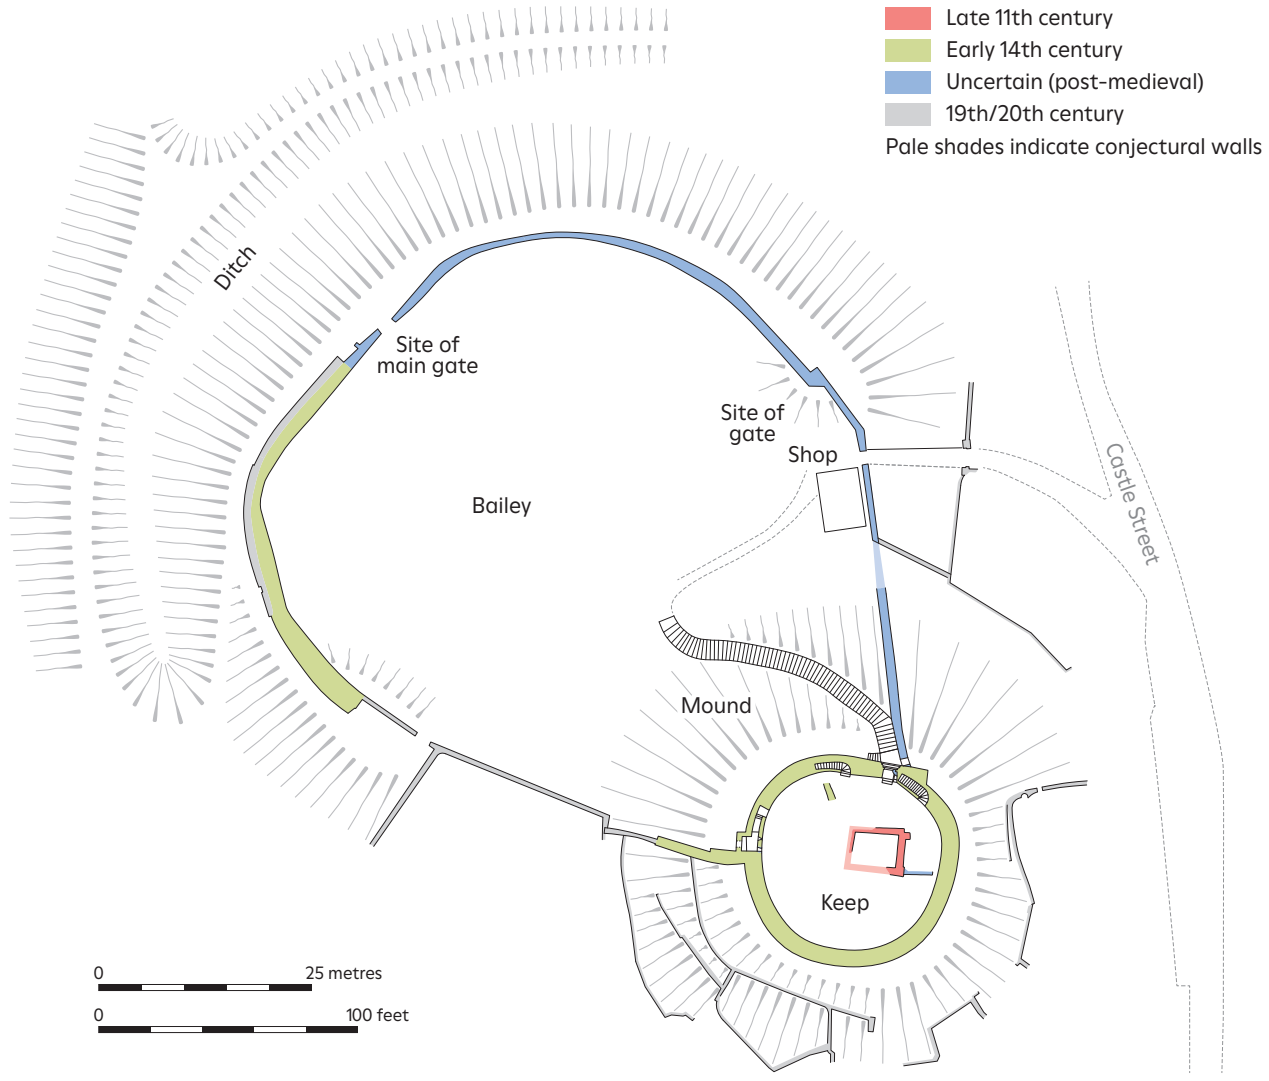 Late 11th century
Early 14th century
Uncertain (post-medieval)
19th/20th century
Pale shades indicate conjectural walls
Ditch
Site of
main gate
Site of
gate
Shop
Castle Street
Bailey
Mound
Keep
0
25 metres
0
100 feet